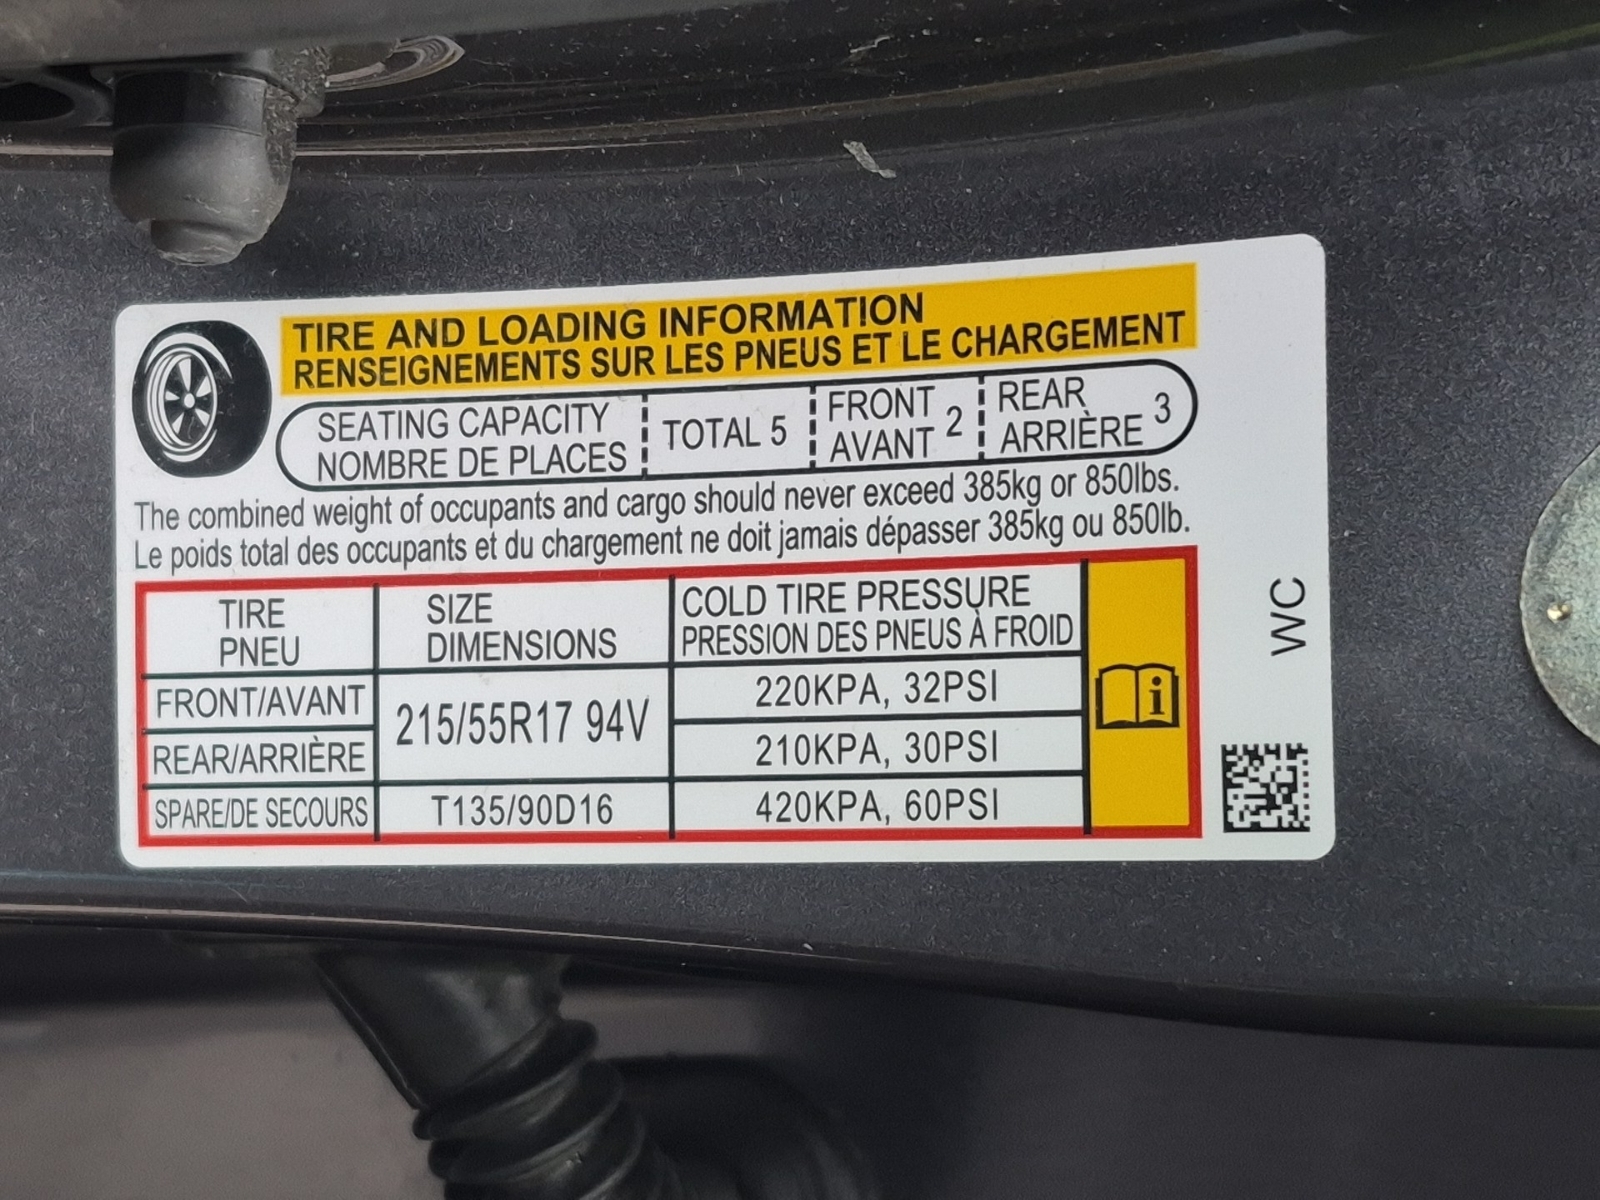 TIRE AND LOADING INFORMATION
RENSEIGNEMENTS SUR LES PNEUS ET LE CHARGEMENT
SEATING CAPACITY
NOMBRE DE PLACES
TOTAL 5
FRONT
AVANT 2
REAR
ARRIÈRE 3
The combined weight of occupants and cargo should never exceed 385kg or 850lbs.
Le poids total des occupants et du chargement ne doit jamais dépasser 385kg ou 850lb.
TIRE
PNEU
SIZE
DIMENSIONS
COLD TIRE PRESSURE
PRESSION DES PNEUS À FROID
FRONT/AVANT
215/55R17 94V
220KPA, 32PSI
REAR/ARRIÈRE
210KPA, 30PSI
SPARE/DE SECOURS
T135/90D16
420KPA, 60PSI
i
WC